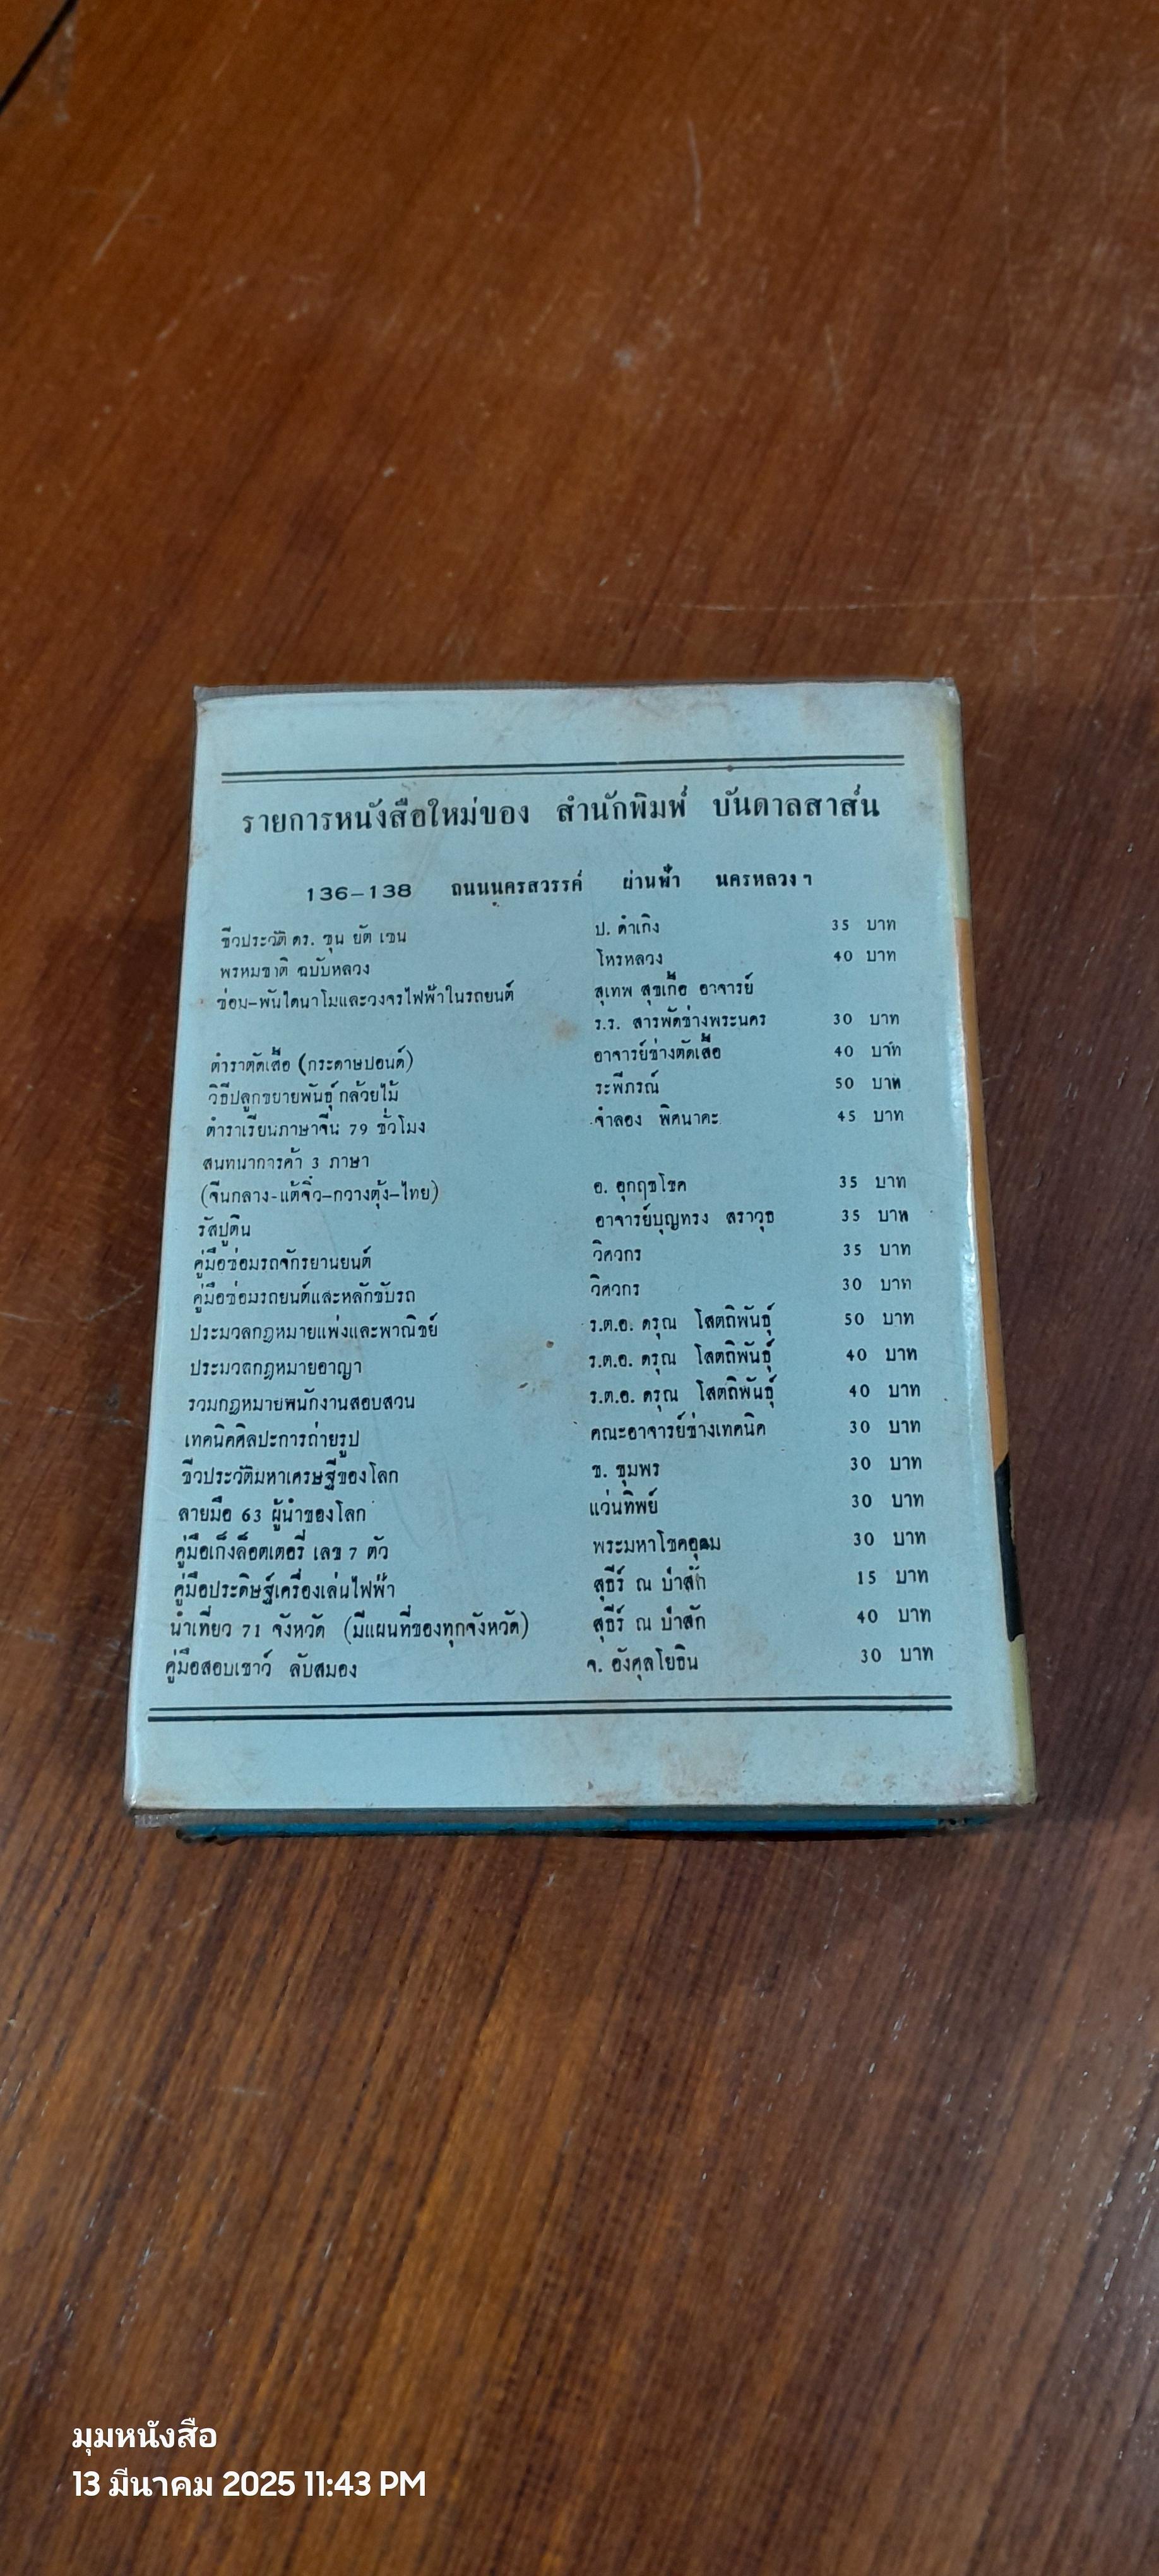 รายการหนังสือใหม่ของ สำนักพิมพ์ บันดาลสาส์น
136-138 ถนนนครสวรรค์ ผ่านฟ้า นครหลวง ฯ
ชีวประวัติ ดร. ซุน ยัต เซน ป. ดำเกิง 35 บาท
พรหมชาติ ฉบับหลวง โหรหลวง 40 บาท
ซ่อม-พันไดนาโมและวงจรไฟฟ้าในรถยนต์ สุเทพ สุขเกื้อ อาจารย์
ร.ร. สารพัดช่างพระนคร 30 บาท
ตำราตัดเสื้อ (กระดาษปอนด์) อาจารย์ช่างตัดเสื้อ 40 บาท
วิธีปลูกขยายพันธุ์กล้วยไม้ ระพีภรณ์ 50 บาท
ตำราเรียนภาษาจีน 79 ชั่วโมง จำลอง พิศนาคะ 45 บาท
สนทนาการค้า 3 ภาษา
(จีนกลาง-แต้จิ๋ว-กวางตุ้ง-ไทย) อ. อุกฤชโชค 35 บาท
รัสปูติน อาจารย์บุญทรง สราวุธ 35 บาท
คู่มือซ่อมรถจักรยานยนต์ วิศวกร 35 บาท
คู่มือซ่อมรถยนต์และหลักขับรถ วิศวกร 30 บาท
ประมวลกฎหมายแพ่งและพาณิชย์ ร.ต.อ. ดรุณ โสตถิพันธุ์ 50 บาท
ประมวลกฎหมายอาญา ร.ต.อ. ดรุณ โสตถิพันธุ์ 40 บาท
รวมกฎหมายพนักงานสอบสวน ร.ต.อ. ดรุณ โสตถิพันธุ์ 40 บาท
เทคนิคศิลปะการถ่ายรูป คณะอาจารย์ช่างเทคนิค 30 บาท
ชีวประวัติมหาเศรษฐีของโลก ช. ชุมพร 30 บาท
ลายมือ 63 ผู้นำของโลก แว่นทิพย์ 30 บาท
คู่มือเก็งล็อตเตอรี่ เลข 7 ตัว พระมหาโชคอุดม 30 บาท
คู่มือประดิษฐ์เครื่องเล่นไฟฟ้า สุธีร์ ณ ป่าสัก 15 บาท
นำเที่ยว 71 จังหวัด (มีแผนที่ของทุกจังหวัด) สุธีร์ ณ ป่าสัก 40 บาท
คู่มือสอบเชาว์ ลับสมอง จ. อังศุลโยธิน 30 บาท
มุมหนังสือ
13 มีนาคม 2025 11:43 PM